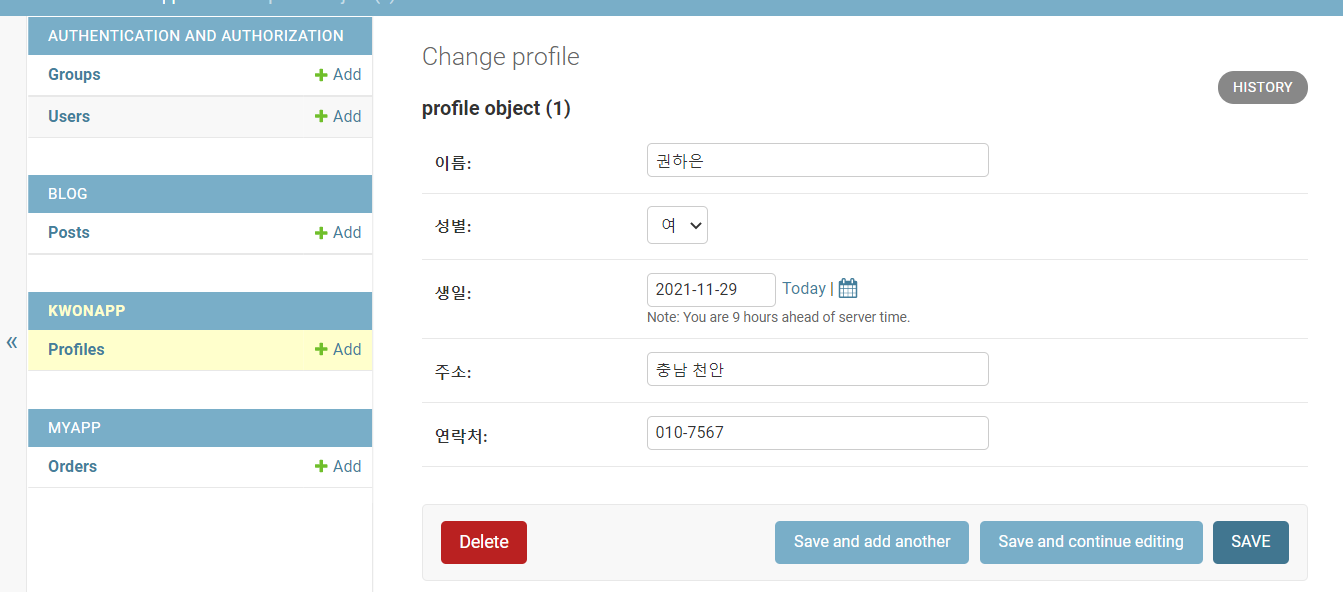 AUTHENTICATION AND AUTHORIZATION
Groups + Add
Users + Add
BLOG
Posts + Add
KWONAPP
Profiles + Add
MYAPP
Orders + Add
«
Change profile
HISTORY
profile object (1)
이름: 권하은
성별: 여
생일: 2021-11-29 Today |
Note: You are 9 hours ahead of server time.
주소: 충남 천안
연락처: 010-7567
Delete Save and add another Save and continue editing SAVE